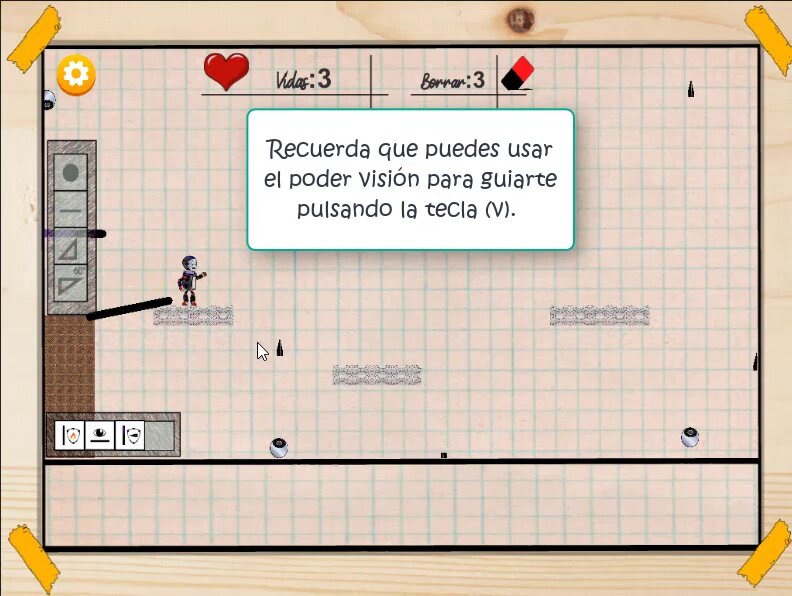 Vidas:3
Borrar:3
Recuerda que puedes usar
el poder visión para guiarte
pulsando la tecla (v).
60°